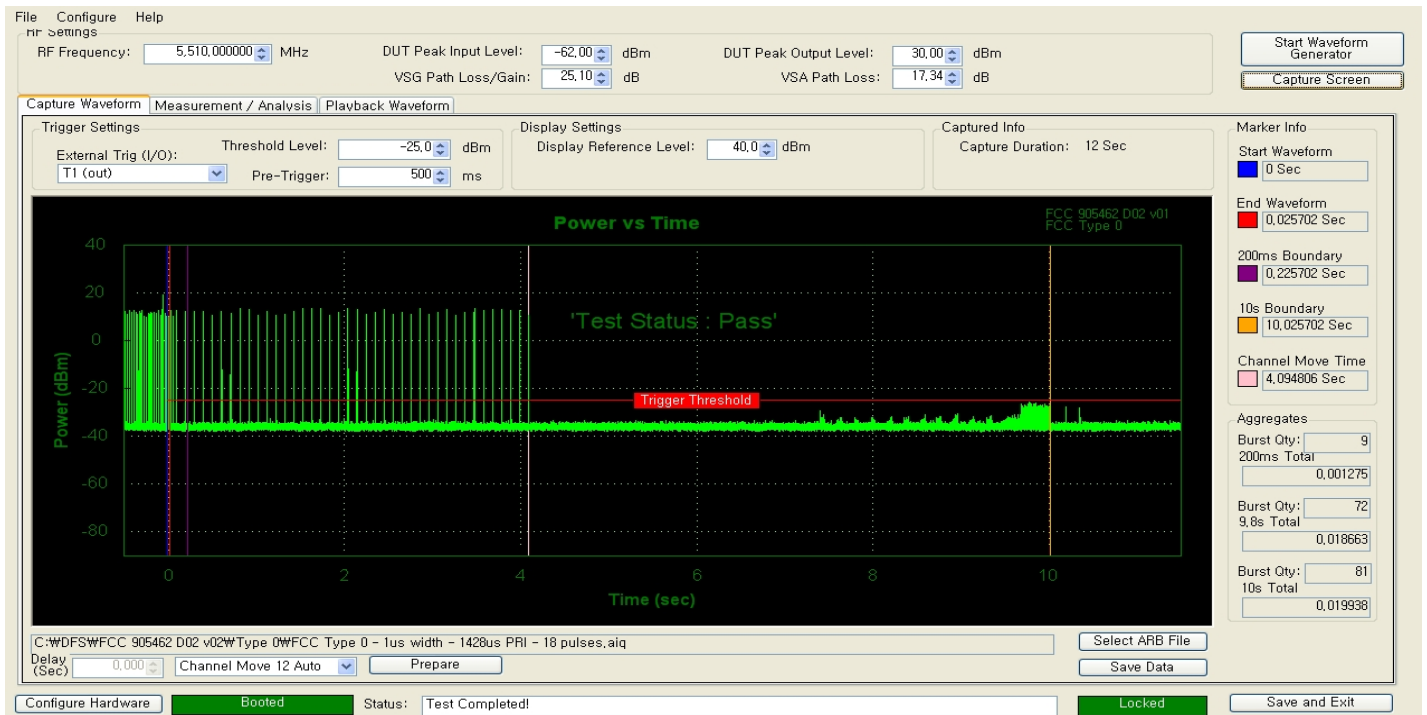 File Configure Help
RF Settings
RF Frequency: 5,510,000000 MHz DUT Peak Input Level: -62,00 dBm DUT Peak Output Level: 30,00 dBm Start Waveform Generator
VSG Path Loss/Gain: 25,10 dB VSA Path Loss: 17,34 dB Capture Screen
Capture Waveform Measurement / Analysis Playback Waveform
Trigger Settings
External Trig (I/O): Threshold Level: -25,0 dBm
T1 (out) Pre-Trigger: 500 ms
Display Settings
Display Reference Level: 40,0 dBm
Captured Info
Capture Duration: 12 Sec
Marker Info
Start Waveform
0 Sec
End Waveform
0,025702 Sec
200ms Boundary
0,225702 Sec
10s Boundary
10,025702 Sec
Channel Move Time
4,094806 Sec
Aggregates
Burst Qty: 9
200ms Total
0,001275
Burst Qty: 72
9,8s Total
0,018663
Burst Qty: 81
10s Total
0,019938
Power vs Time
FCC 905462 D02 v01
FCC Type 0
'Test Status : Pass'
Trigger Threshold
Power (dBm)
40
20
0
-20
-40
-60
-80
0 2 4 6 8 10
Time (sec)
C:₩DFS₩FCC 905462 D02 v02₩Type 0₩FCC Type 0 - 1us width - 1428us PRI - 18 pulses,aiq Select ARB File
Delay (Sec) 0,000 Channel Move 12 Auto Prepare Save Data
Configure Hardware Booted Status: Test Completed! Locked Save and Exit